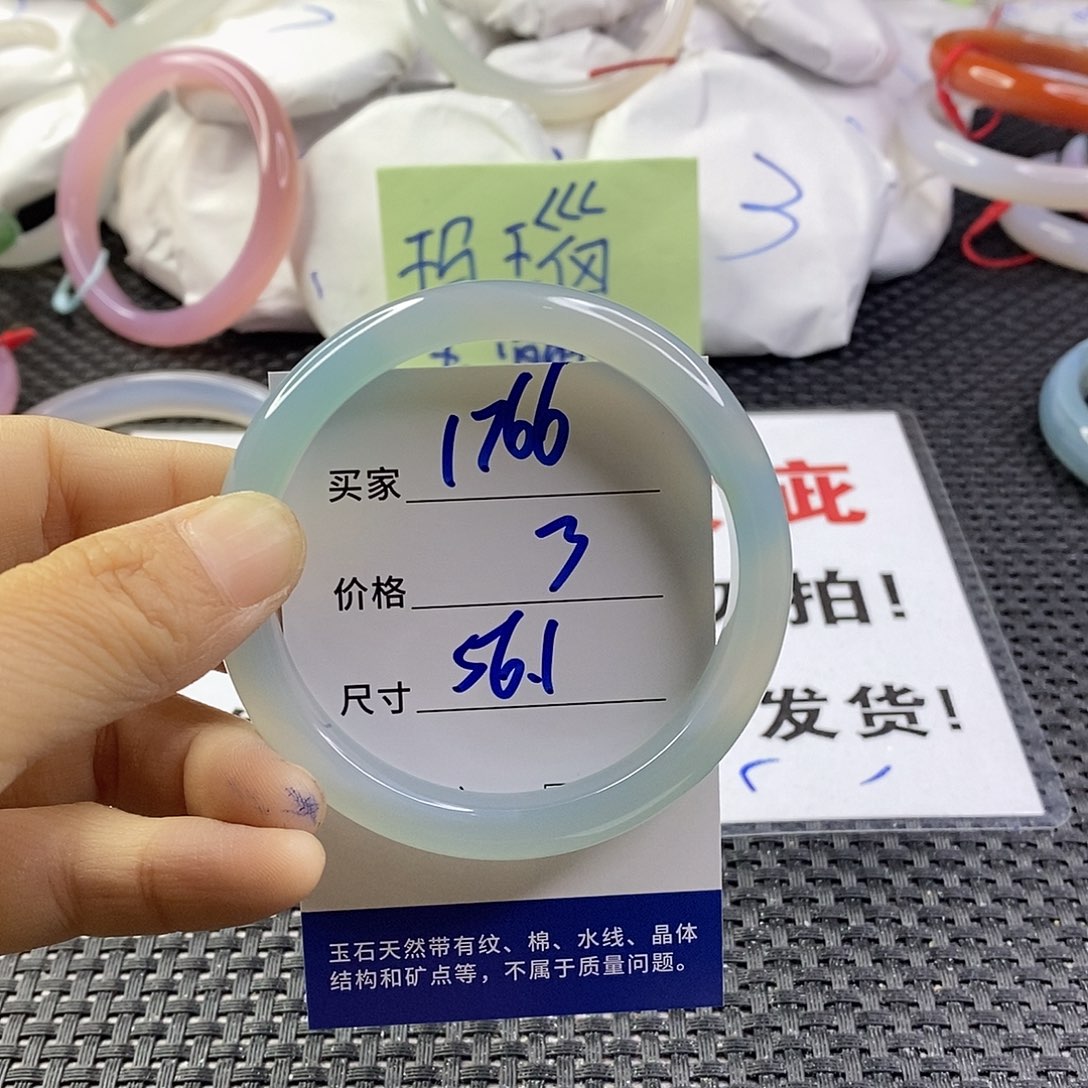 3
玛瑙
买家 1766
价格 3
尺寸 56.1
疵
拍!
发货!
玉石天然带有纹、棉、水线、晶体
结构和矿点等，不属于质量问题。